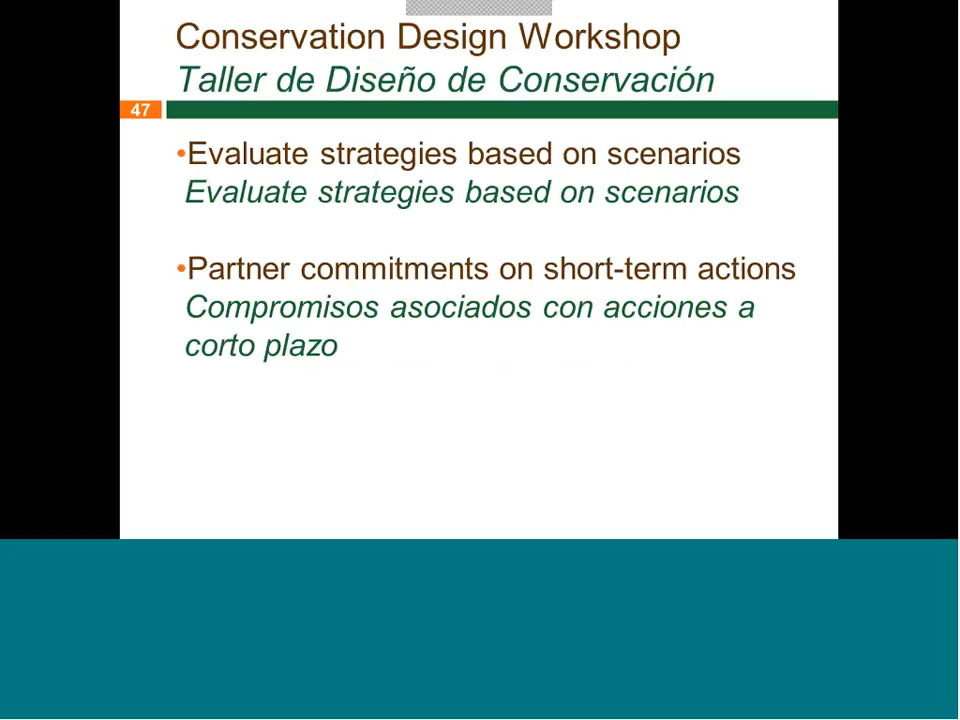 Conservation Design Workshop
Taller de Diseño de Conservación
47
•Evaluate strategies based on scenarios
Evaluate strategies based on scenarios
•Partner commitments on short-term actions
Compromisos asociados con acciones a
corto plazo